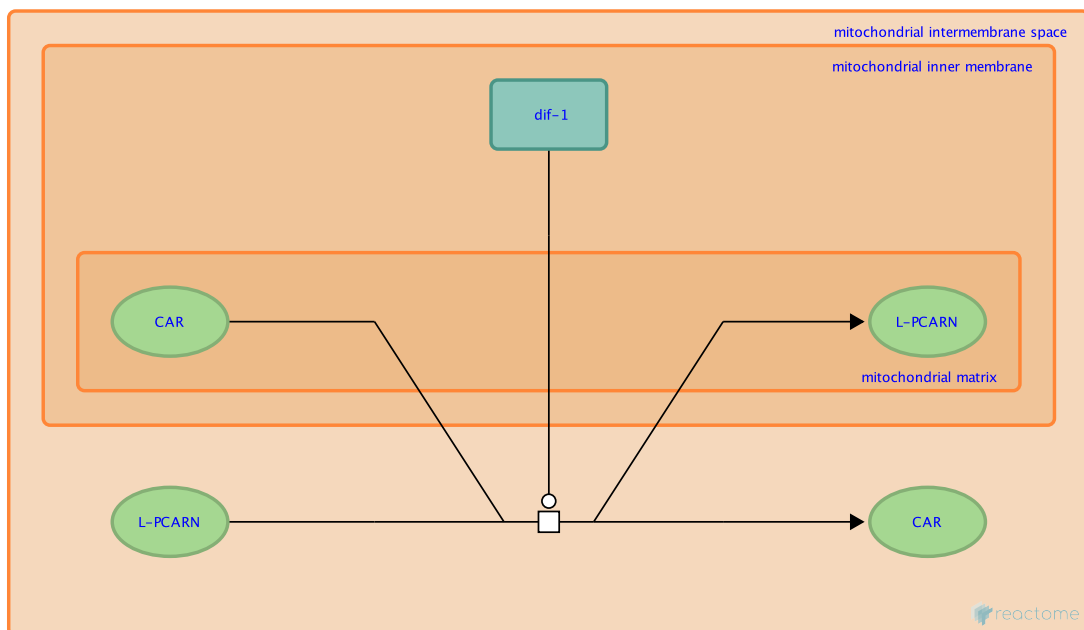 mitochondrial intermembrane space
mitochondrial inner membrane
dif-1
CAR
L-PCARN
mitochondrial matrix
L-PCARN
CAR
reactome